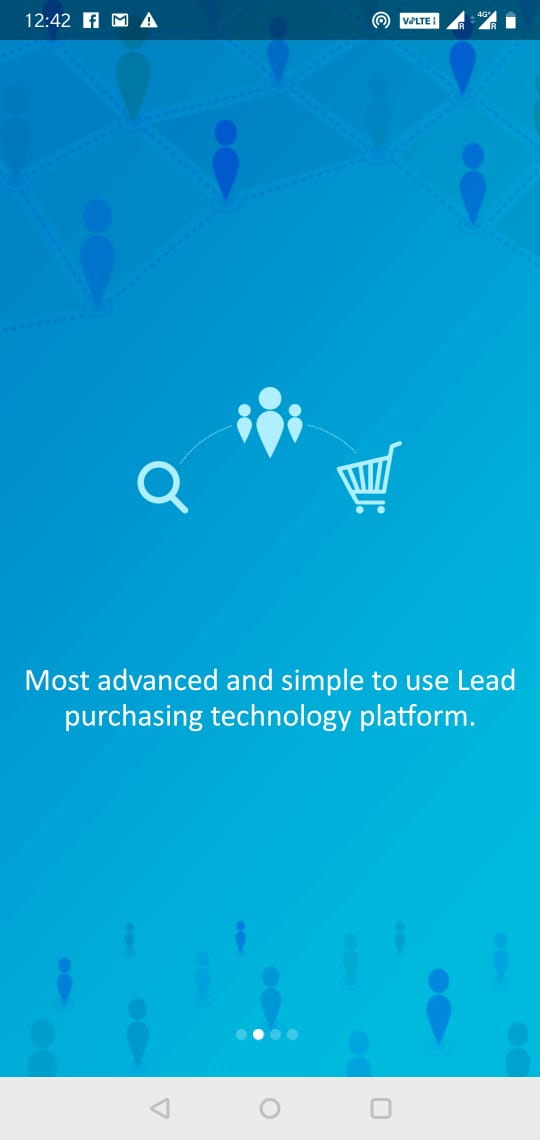 12:42 VoLTE 4G+ R R
Most advanced and simple to use Lead
purchasing technology platform.